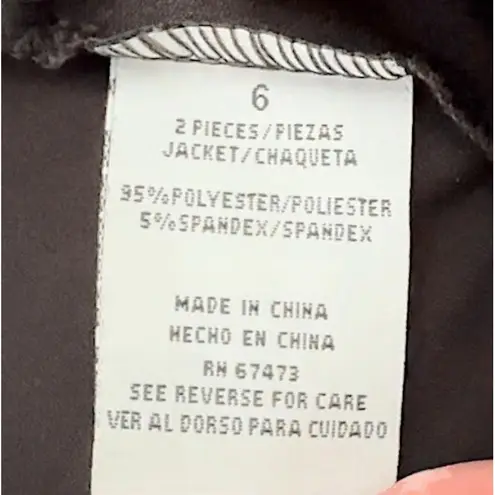 6
2 PIECES/PIEZAS
JACKET/CHAQUETA
95%POLYESTER/POLIESTER
5%SPANDEX/SPANDEX
MADE IN CHINA
HECHO EN CHINA
RN 67473
SEE REVERSE FOR CARE
VER AL DORSO PARA CUIDADO